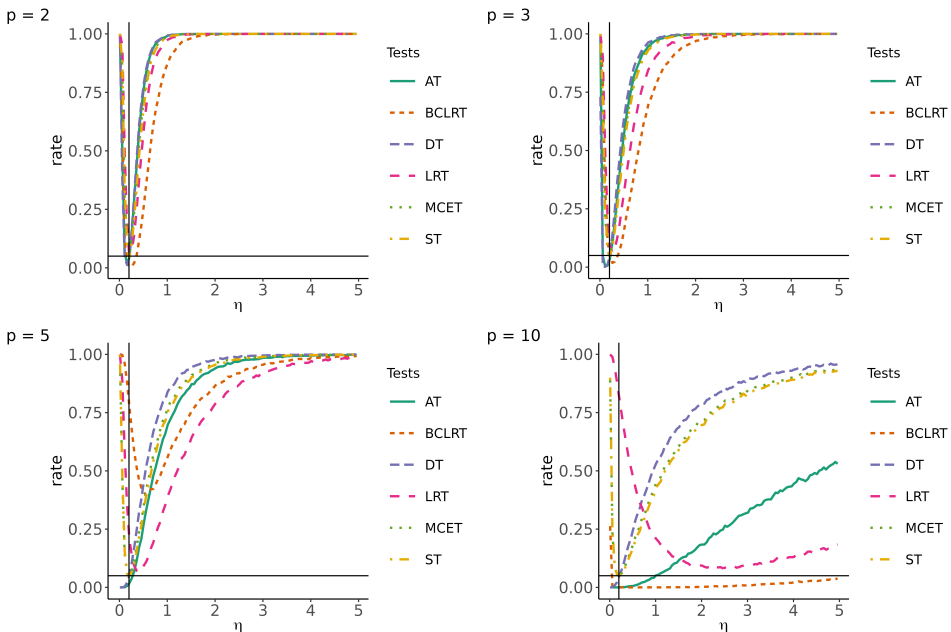 p = 2
1.00
0.75
0.50
0.25
0.00
rate
0 1 2 3 4 5
η
Tests
AT
BCLRT
DT
LRT
MCET
ST
p = 3
1.00
0.75
0.50
0.25
0.00
rate
0 1 2 3 4 5
η
Tests
AT
BCLRT
DT
LRT
MCET
ST
p = 5
1.00
0.75
0.50
0.25
0.00
rate
0 1 2 3 4 5
η
Tests
AT
BCLRT
DT
LRT
MCET
ST
p = 10
1.00
0.75
0.50
0.25
0.00
rate
0 1 2 3 4 5
η
Tests
AT
BCLRT
DT
LRT
MCET
ST